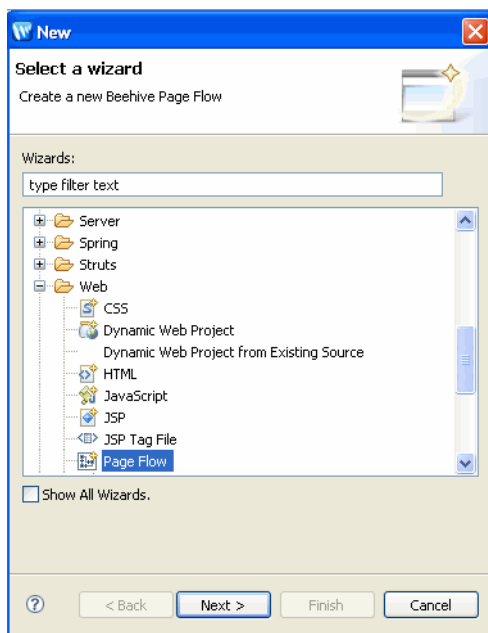 New
Select a wizard
Create a new Beehive Page Flow
Wizards:
type filter text
Server
Spring
Struts
Web
CSS
Dynamic Web Project
Dynamic Web Project from Existing Source
HTML
JavaScript
JSP
JSP Tag File
Page Flow
Show All Wizards.
< Back Next > Finish Cancel